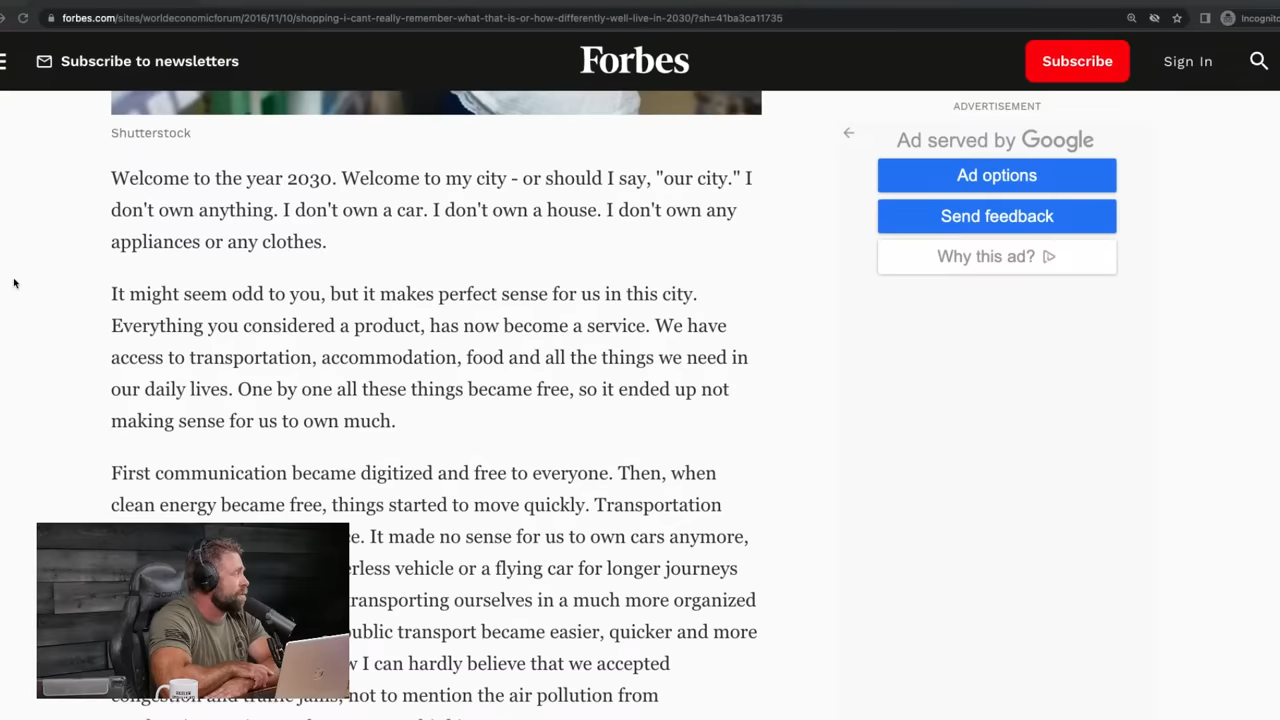 forbes.com/sites/worldeconomicforum/2016/11/10/shopping-i-cant-really-remember-what-that-is-or-how-differently-well-live-in-2030/?sh=41ba3ca11735
Incognito
Subscribe to newsletters
Forbes
Subscribe
Sign In
ADVERTISEMENT
Ad served by Google
Ad options
Send feedback
Why this ad?
Shutterstock
Welcome to the year 2030. Welcome to my city - or should I say, "our city." I
don't own anything. I don't own a car. I don't own a house. I don't own any
appliances or any clothes.
It might seem odd to you, but it makes perfect sense for us in this city.
Everything you considered a product, has now become a service. We have
access to transportation, accommodation, food and all the things we need in
our daily lives. One by one all these things became free, so it ended up not
making sense for us to own much.
First communication became digitized and free to everyone. Then, when
clean energy became free, things started to move quickly. Transportation
It made no sense for us to own cars anymore,
vehicle or a flying car for longer journeys
transporting ourselves in a much more organized
public transport became easier, quicker and more
I can hardly believe that we accepted
congestion and traffic jams, not to mention the air pollution from